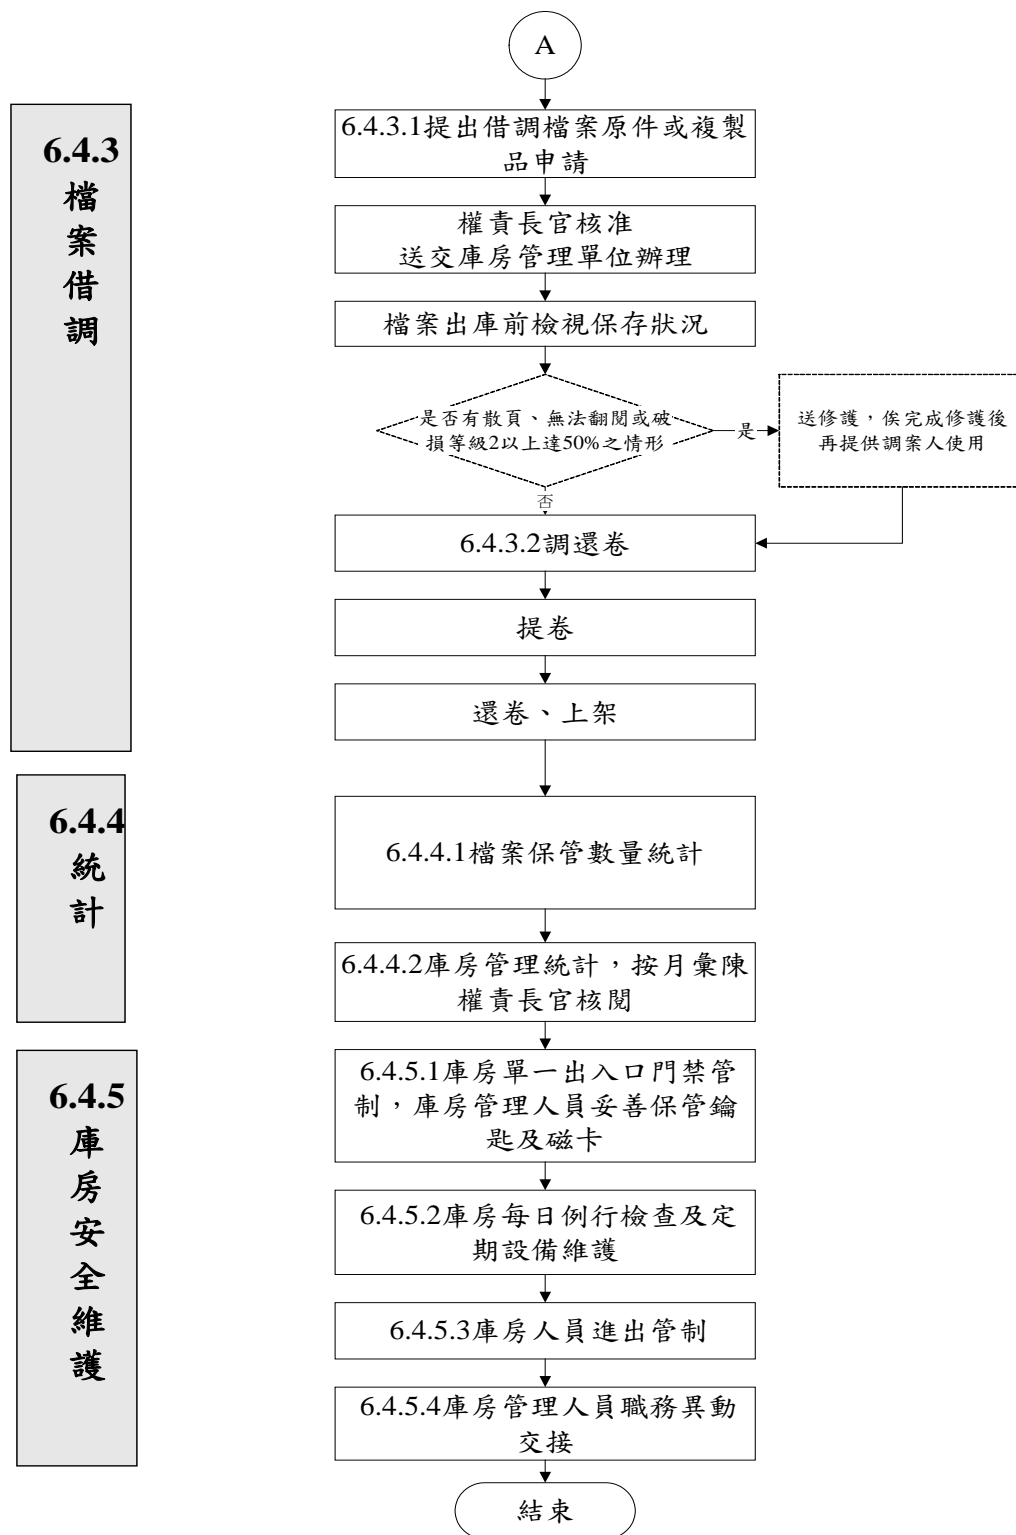 A
6.4.3
檔
案
借
調
6.4.3.1提出借調檔案原件或複製
品申請
權責長官核准
送交庫房管理單位辦理
檔案出庫前檢視保存狀況
是否有散頁、無法翻閱或破
損等級2以上達50%之情形
是
送修護，俟完成修護後
再提供調案人使用
否
6.4.3.2調還卷
提卷
還卷、上架
6.4.4
統
計
6.4.4.1檔案保管數量統計
6.4.4.2庫房管理統計，按月彙陳
權責長官核閱
6.4.5
庫
房
安
全
維
護
6.4.5.1庫房單一出入口門禁管
制，庫房管理人員妥善保管鑰
匙及磁卡
6.4.5.2庫房每日例行檢查及定
期設備維護
6.4.5.3庫房人員進出管制
6.4.5.4庫房管理人員職務異動
交接
結束